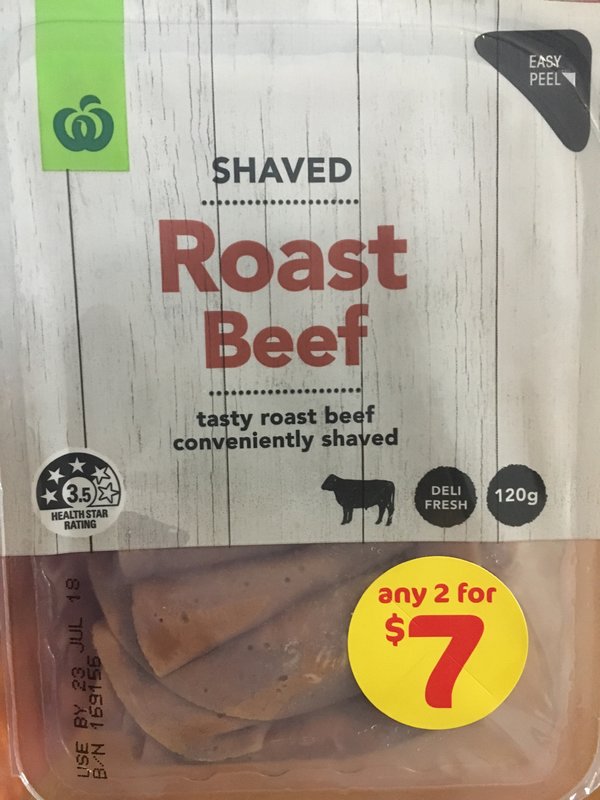 EASY
PEEL
SHAVED
Roast
Beef
tasty roast beef
conveniently shaved
3.5
HEALTH STAR
RATING
DELI
FRESH
120g
any 2 for
$7
USE BY 23 JUL 18
B/N 169156